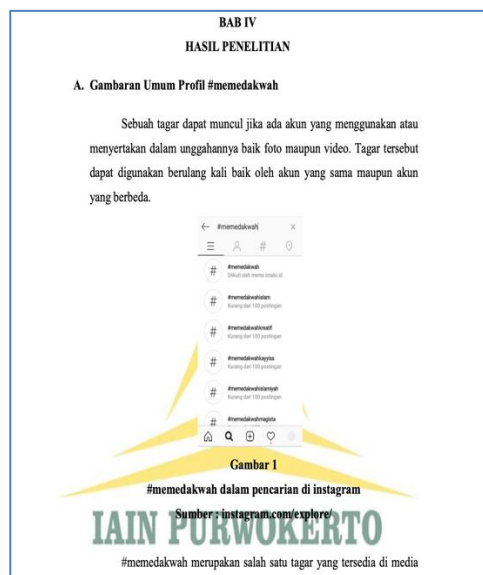 BAB IV
HASIL PENELITIAN
A. Gambaran Umum Profil #memedakwah
Sebuah tagar dapat muncul jika ada akun yang menggunakan atau
menyertakan dalam unggahannya baik foto maupun video. Tagar tersebut
dapat digunakan berulang kali baik oleh akun yang sama maupun akun
yang berbeda.
#memedakwah
#
#memedakwah
Diikuti oleh meme.
#memedakwahislam
Kurang dari 100 postingan
#memedakwahkreatif
Kurang dari 100 postingan
#memedakwahkayyisa
Kurang dari 100 postingan
#memedakwahislamiyah
Kurang dari 100 postingan
#memedakwahmagista
Gambar 1
#memedakwah dalam pencarian di instagram
Sumber : instagram.com/explore/
IAIN PURWOKERTO
#memedakwah merupakan salah satu tagar yang tersedia di media